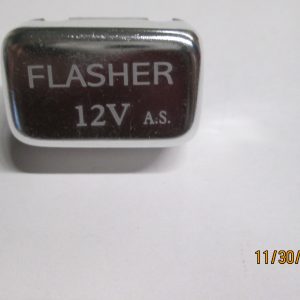 FLASHER
12V A.S.
11/30/